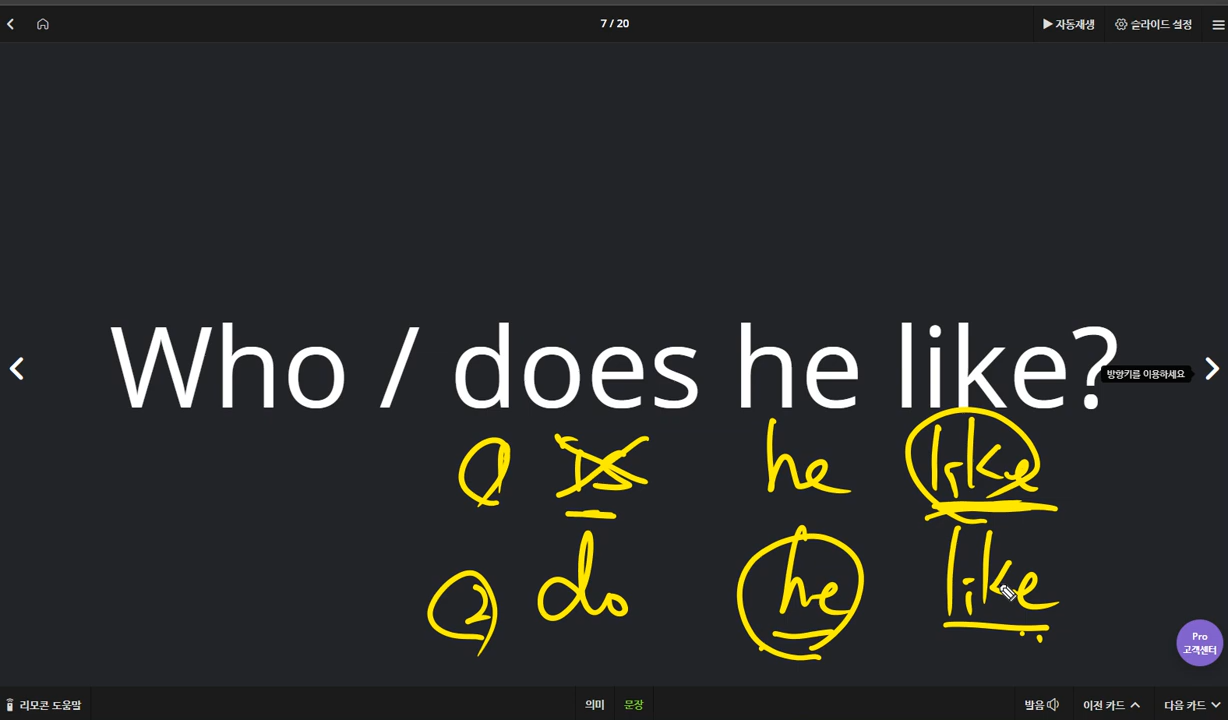 7 / 20
자동재생
슬라이드 설정
Who / does he like?
방향키를 이용하세요
① is he like
② do he like
Pro
고객센터
리모콘 도움말
의미
문장
발음
이전 카드
다음 카드